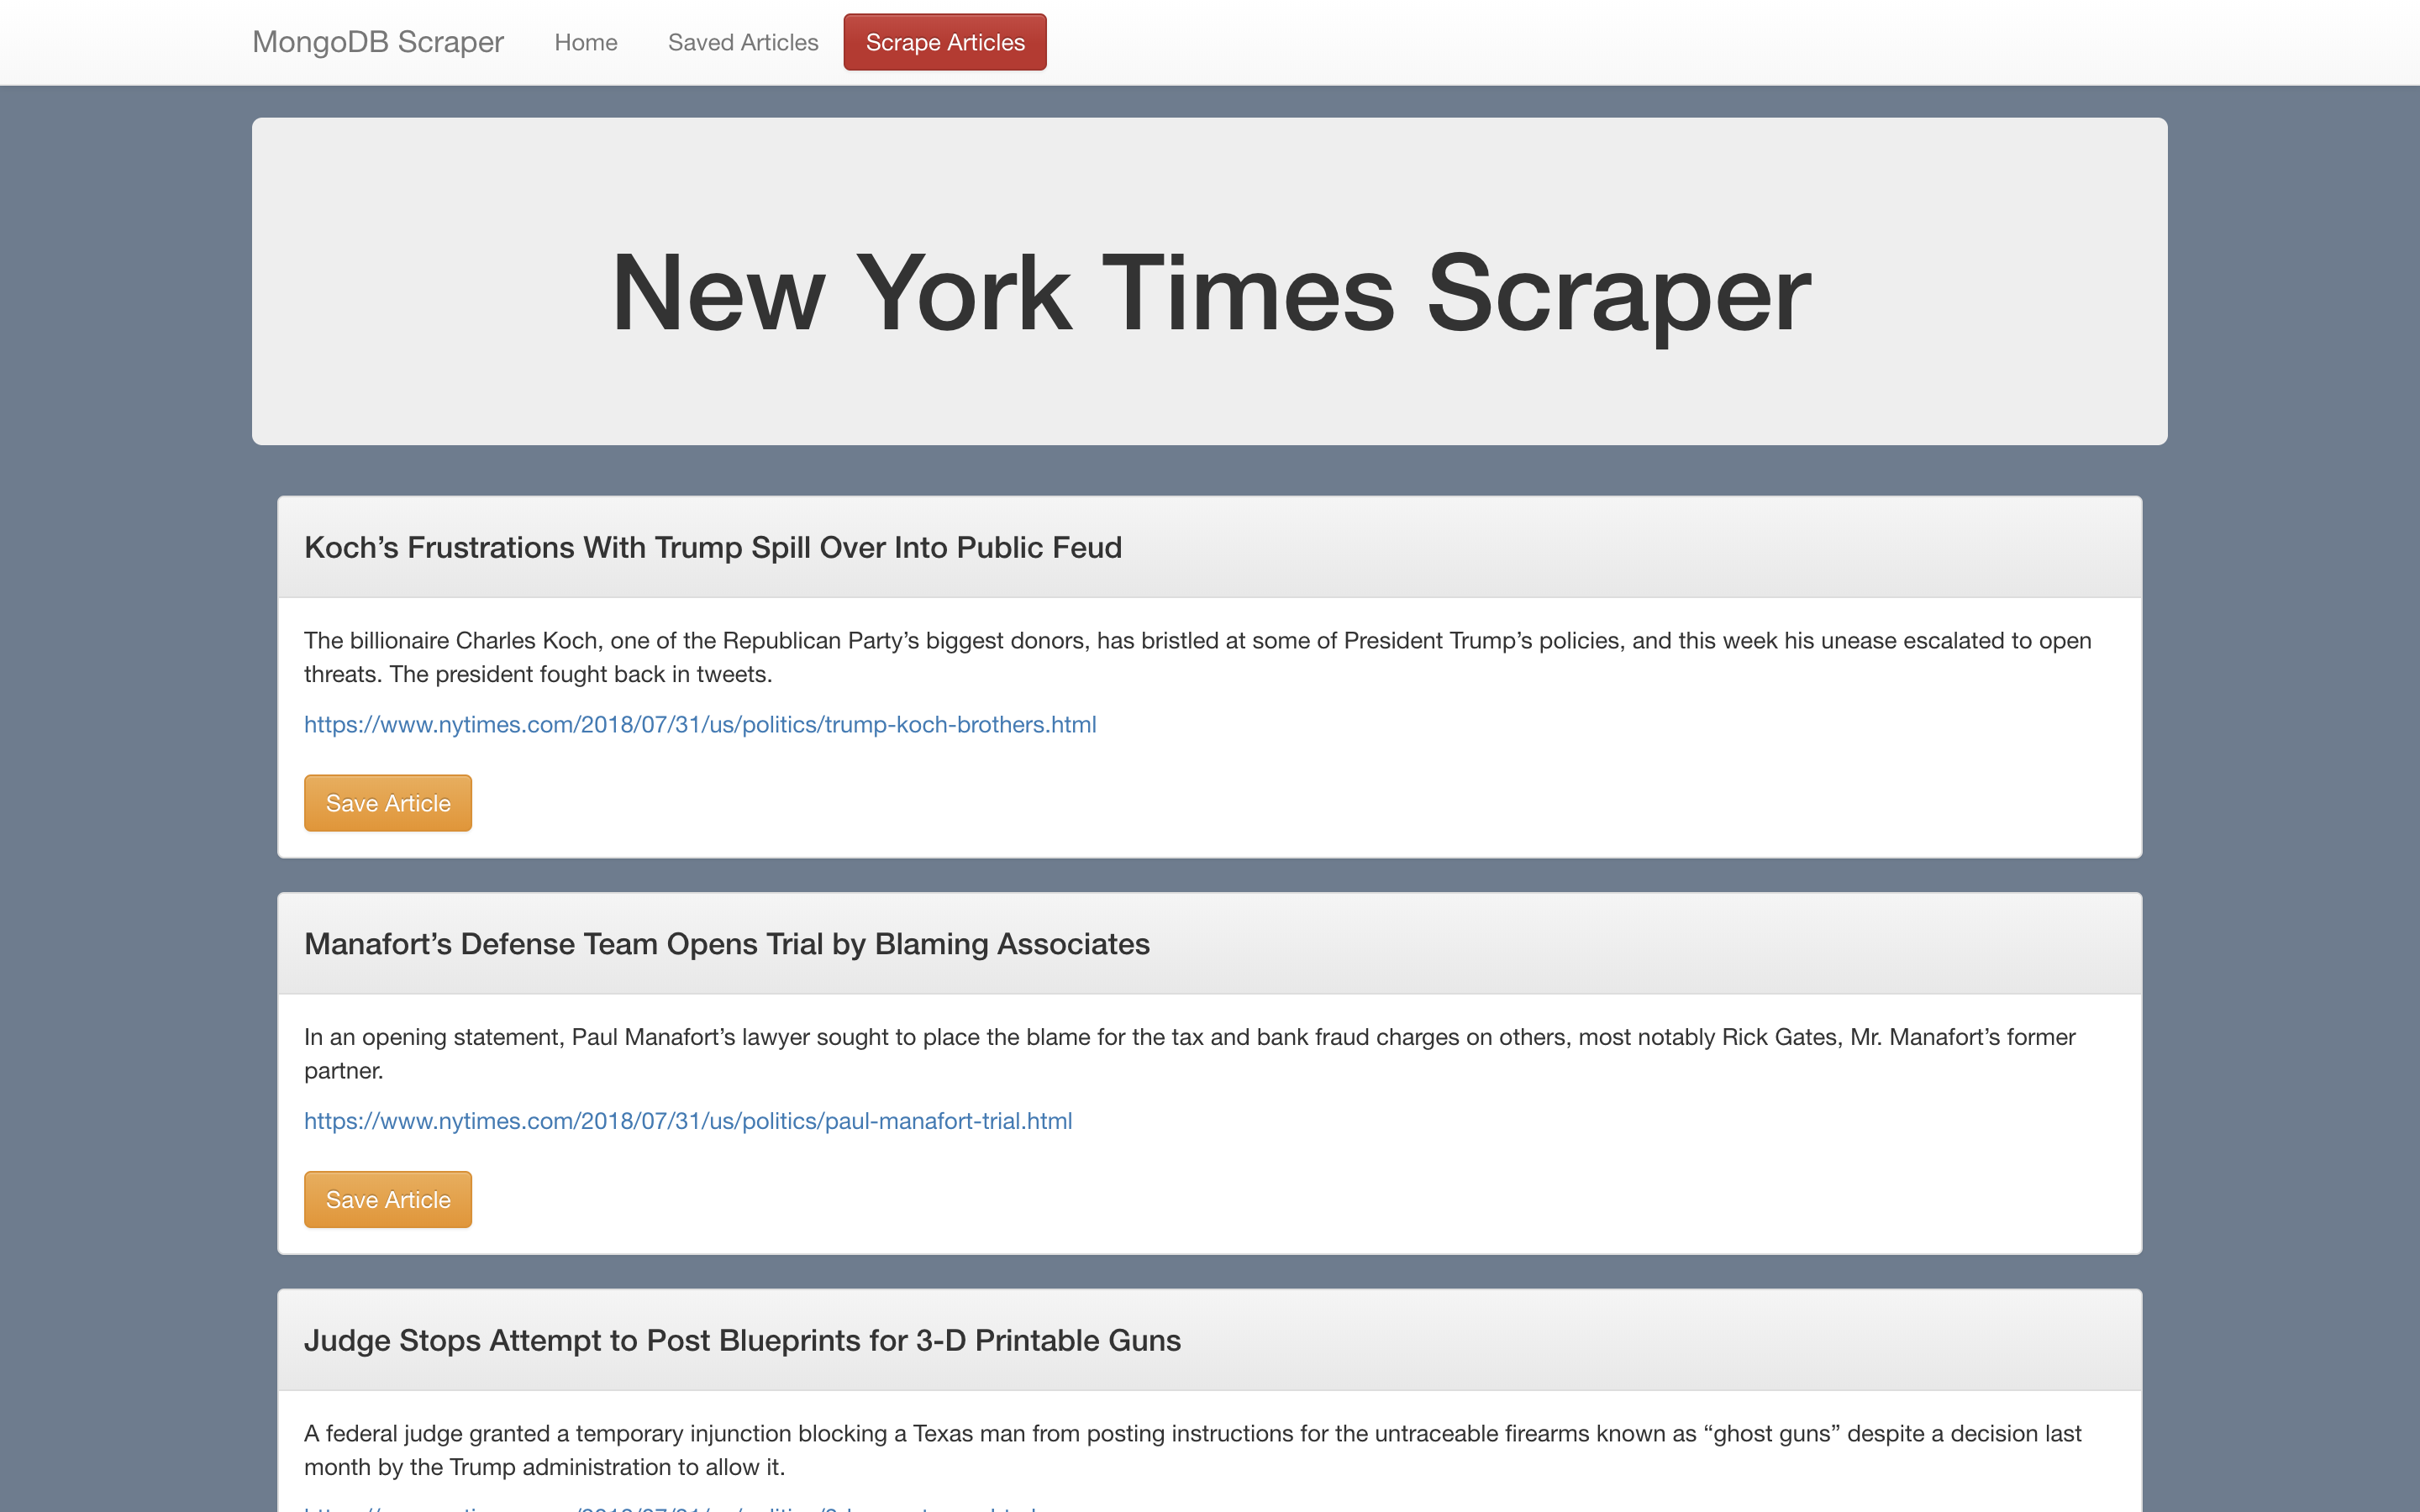 MongoDB Scraper Home Saved Articles Scrape Articles
New York Times Scraper
Koch’s Frustrations With Trump Spill Over Into Public Feud
The billionaire Charles Koch, one of the Republican Party’s biggest donors, has bristled at some of President Trump’s policies, and this week his unease escalated to open
threats. The president fought back in tweets.
https://www.nytimes.com/2018/07/31/us/politics/trump-koch-brothers.html
Save Article
Manafort’s Defense Team Opens Trial by Blaming Associates
In an opening statement, Paul Manafort’s lawyer sought to place the blame for the tax and bank fraud charges on others, most notably Rick Gates, Mr. Manafort’s former
partner.
https://www.nytimes.com/2018/07/31/us/politics/paul-manafort-trial.html
Save Article
Judge Stops Attempt to Post Blueprints for 3-D Printable Guns
A federal judge granted a temporary injunction blocking a Texas man from posting instructions for the untraceable firearms known as “ghost guns” despite a decision last
month by the Trump administration to allow it.